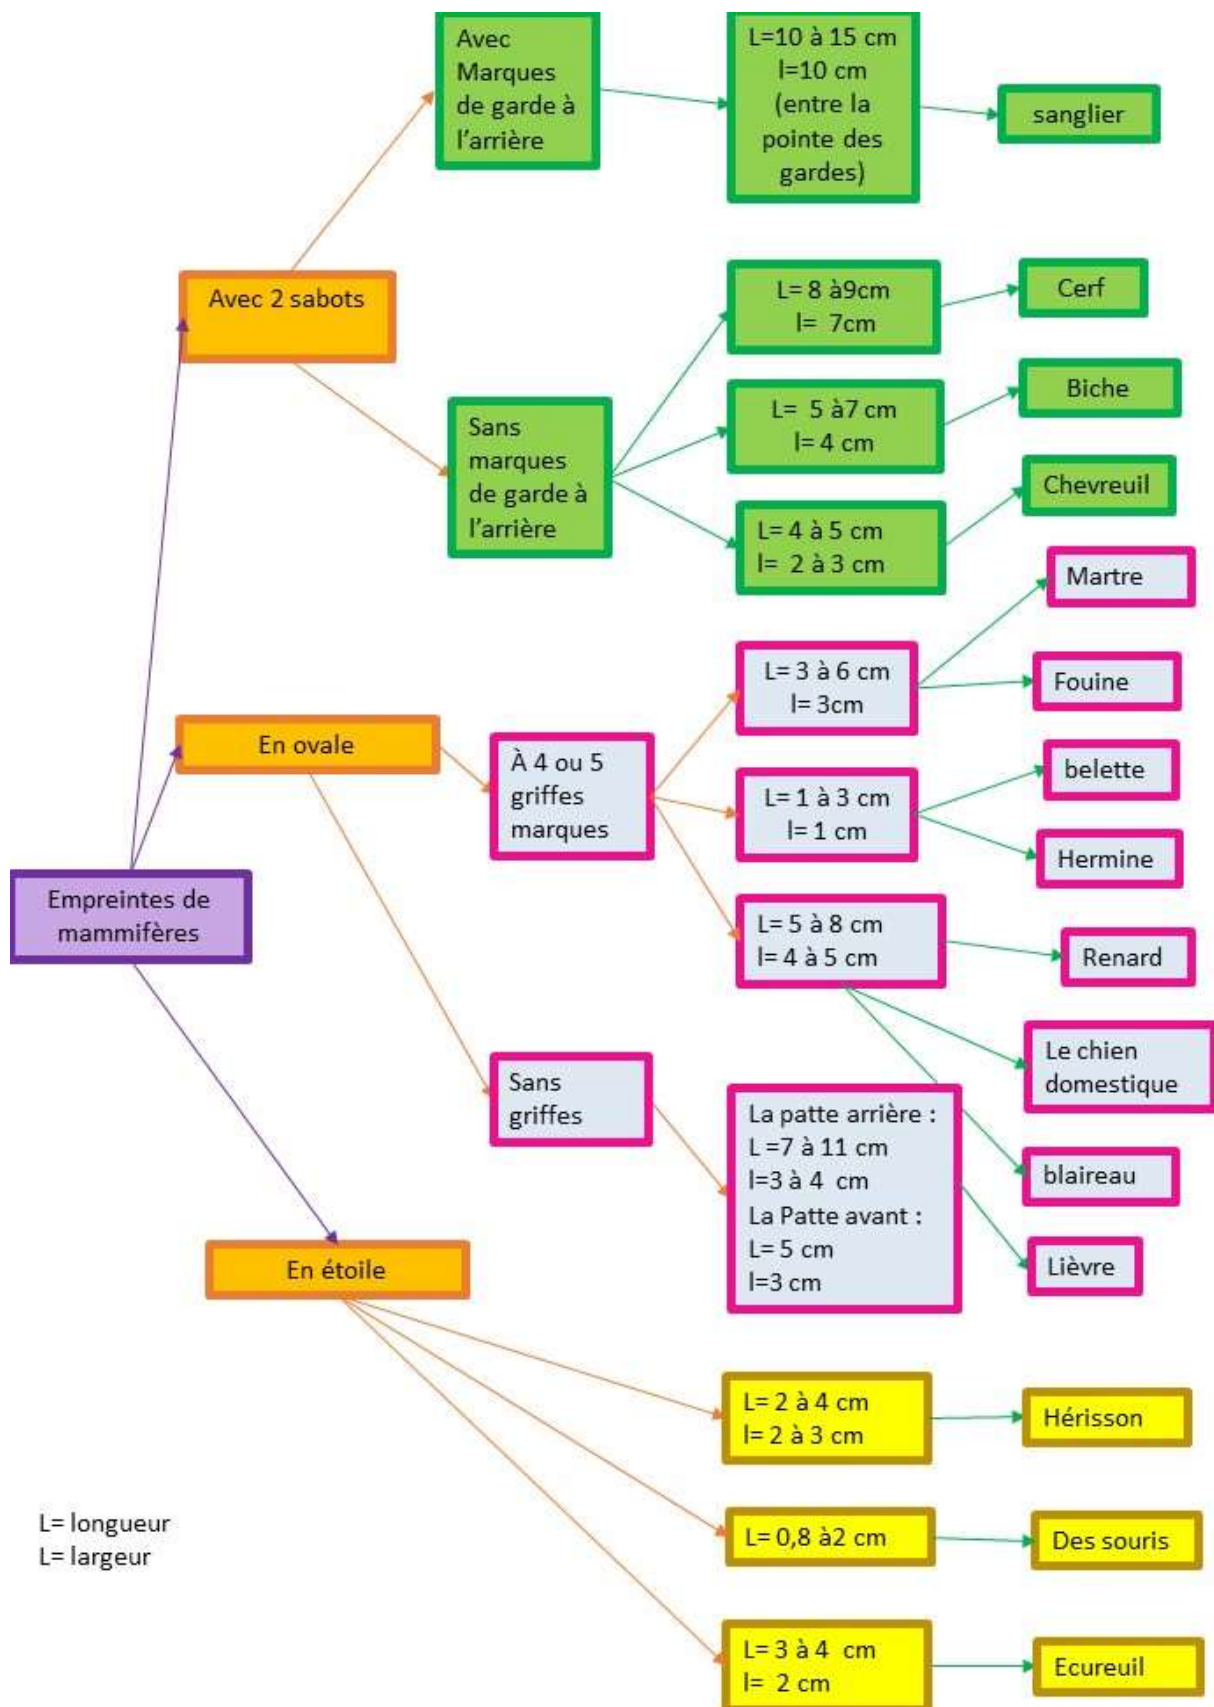 Avec
Marques
de garde à
l’arrière
L=10 à 15 cm
l=10 cm
(entre la
pointe des
gardes)
sanglier
Avec 2 sabots
L= 8 à9cm
l= 7cm
Cerf
Sans
marques
de garde à
l’arrière
L= 5 à7 cm
l= 4 cm
Biche
L= 4 à 5 cm
l= 2 à 3 cm
Chevreuil
Martre
L= 3 à 6 cm
l= 3cm
Fouine
En ovale
À 4 ou 5
griffes
marques
L= 1 à 3 cm
l= 1 cm
belette
Hermine
Empreintes de
mammifères
L= 5 à 8 cm
l= 4 à 5 cm
Renard
Le chien
domestique
Sans
griffes
La patte arrière :
L =7 à 11 cm
l=3 à 4 cm
La Patte avant :
L= 5 cm
l=3 cm
blaireau
Lièvre
En étoile
L= 2 à 4 cm
l= 2 à 3 cm
Hérisson
L= longueur
L= largeur
L= 0,8 à2 cm
Des souris
L= 3 à 4 cm
l= 2 cm
Ecureuil